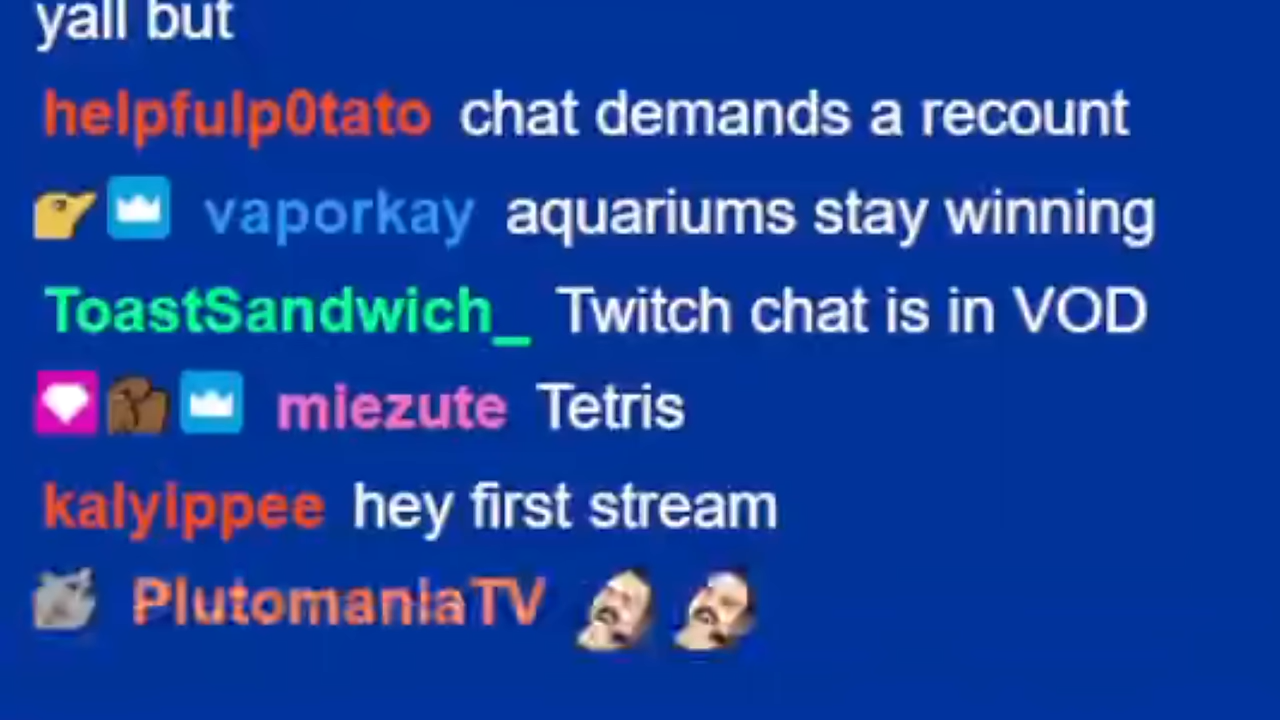 yall but
helpfulp0tato chat demands a recount
vaporkay aquariums stay winning
ToastSandwich_ Twitch chat is in VOD
miezute Tetris
kalyippee hey first stream
PlutomaniaTV